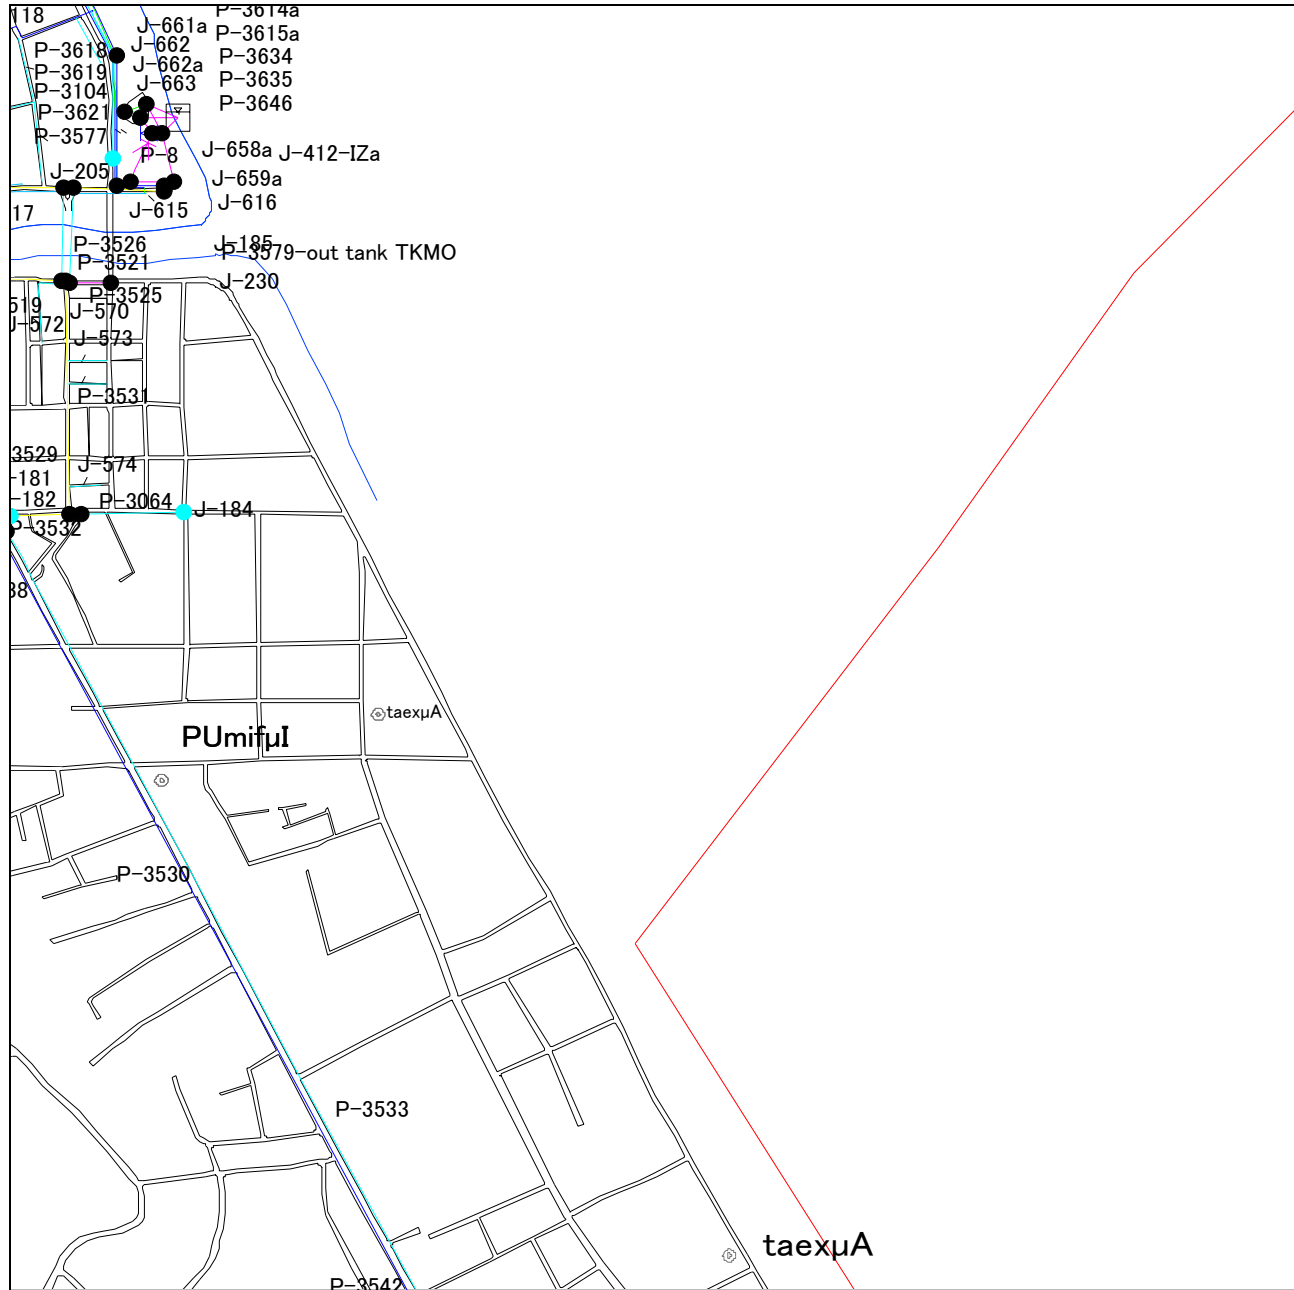 118
P-3614a
J-661a
P-3615a
J-662
P-3618
P-3634
J-662a
P-3619
P-3635
J-663
P-3104
P-3646
P-3621
P-3577
J-658a
J-412-IZa
P-8
J-205
J-659a
J-616
J-615
17
P-3526
J-185
P-3579-out tank TKMO
P-3521
J-230
P-3525
519
J-570
J-572
J-573
P-3531
3529
J-574
-181
-182
P-3064
J-184
P-3532
38
taexµA
PUmifµI
P-3530
P-3533
taexµA
P-3542